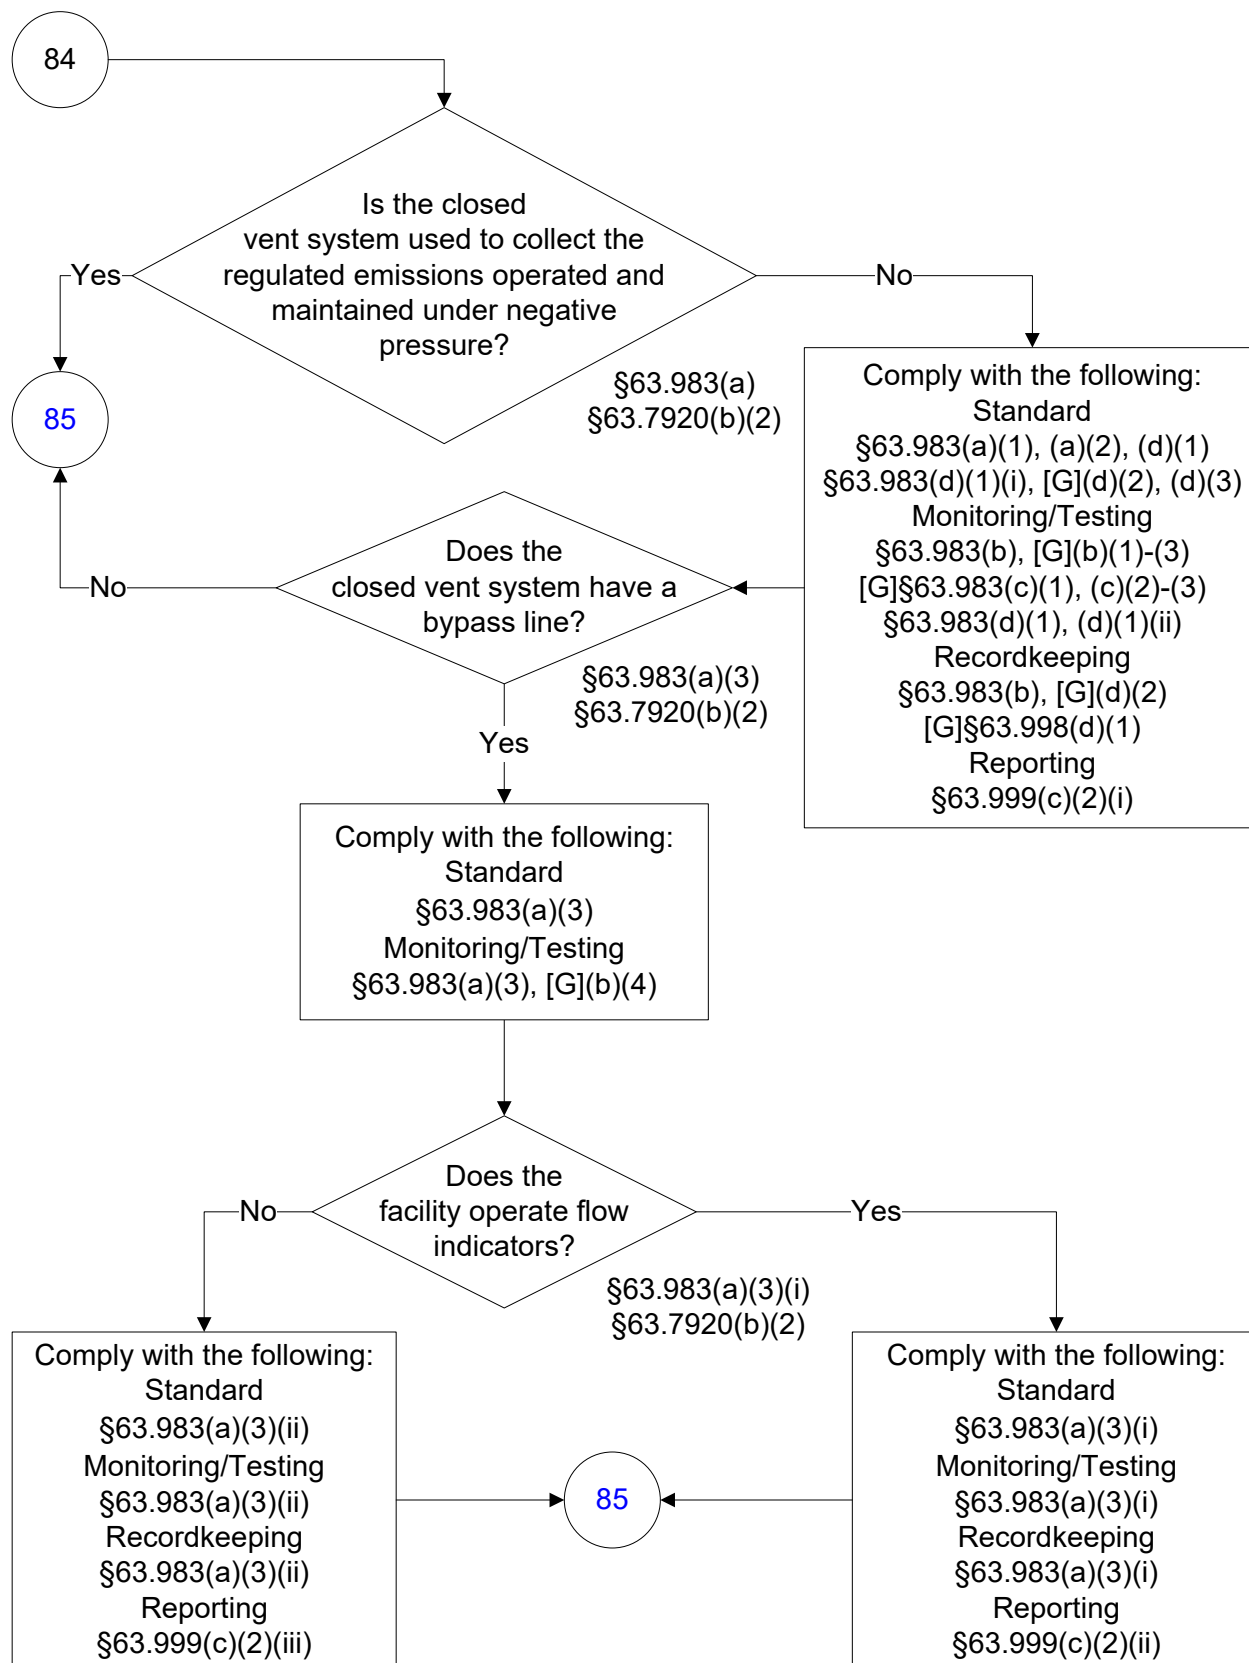 84
Is the closed
vent system used to collect the
regulated emissions operated and
maintained under negative
pressure?
Yes
No
§63.983(a)
§63.7920(b)(2)
85
Comply with the following:
Standard
§63.983(a)(1), (a)(2), (d)(1)
§63.983(d)(1)(i), [G](d)(2), (d)(3)
Monitoring/Testing
§63.983(b), [G](b)(1)-(3)
[G]§63.983(c)(1), (c)(2)-(3)
§63.983(d)(1), (d)(1)(ii)
Recordkeeping
§63.983(b), [G](d)(2)
[G]§63.998(d)(1)
Reporting
§63.999(c)(2)(i)
Does the
closed vent system have a
bypass line?
No
§63.983(a)(3)
§63.7920(b)(2)
Yes
Comply with the following:
Standard
§63.983(a)(3)
Monitoring/Testing
§63.983(a)(3), [G](b)(4)
Does the
facility operate flow
indicators?
No
Yes
§63.983(a)(3)(i)
§63.7920(b)(2)
Comply with the following:
Standard
§63.983(a)(3)(ii)
Monitoring/Testing
§63.983(a)(3)(ii)
Recordkeeping
§63.983(a)(3)(ii)
Reporting
§63.999(c)(2)(iii)
85
Comply with the following:
Standard
§63.983(a)(3)(i)
Monitoring/Testing
§63.983(a)(3)(i)
Recordkeeping
§63.983(a)(3)(i)
Reporting
§63.999(c)(2)(ii)